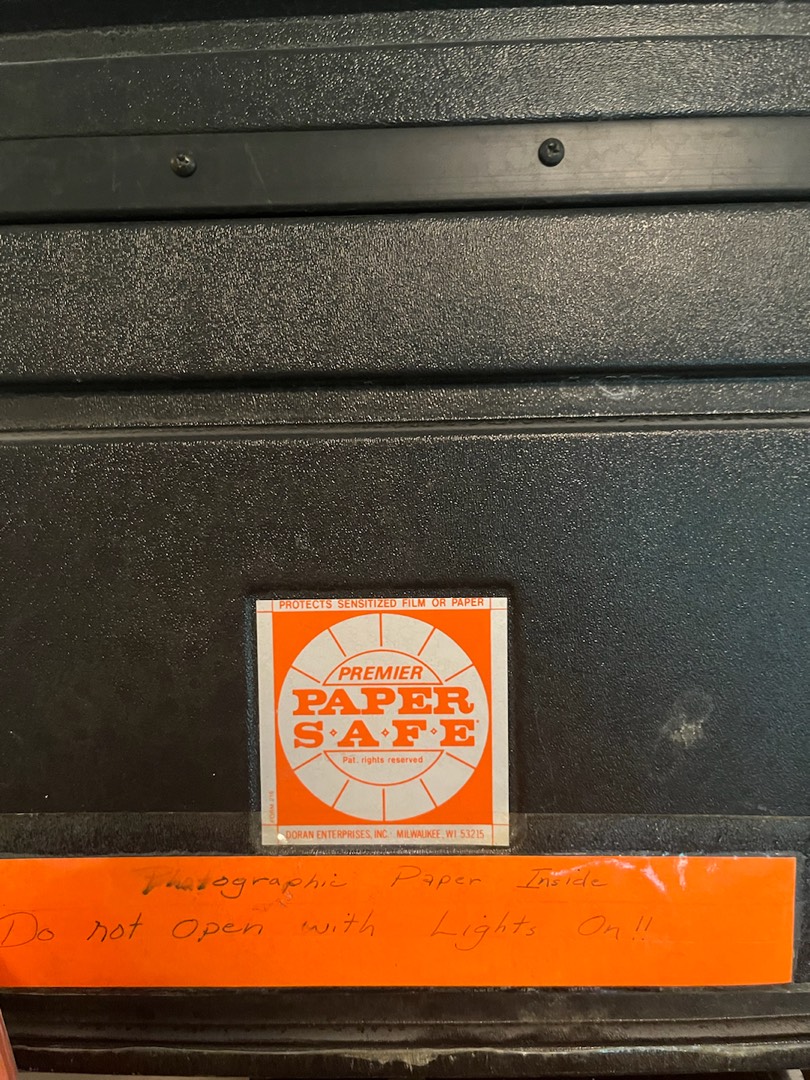 PROTECTS SENSITIZED FILM OR PAPER
PREMIER
PAPER
S·A·F·E
Pat. rights reserved
DORAN ENTERPRISES, INC MILWAUKEE, WI 53215
Photographic Paper Inside
Do not Open with Lights On!!